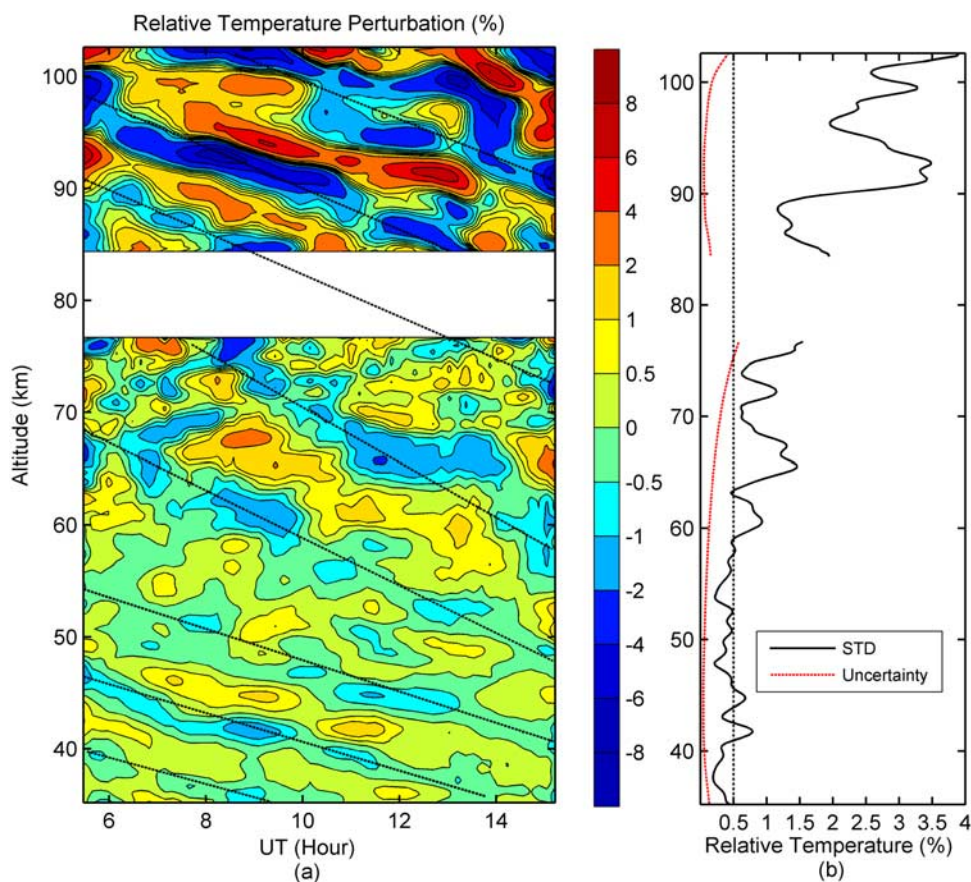 Relative Temperature Perturbation (%)
100
90
80
70
60
50
40
Altitude (km)
6 8 10 12 14
UT (Hour)
(a)
8
6
4
2
1
0.5
0
-0.5
-1
-2
-4
-6
-8
100
90
80
70
60
50
40
STD
Uncertainty
0.5 1 1.5 2 2.5 3 3.5 4
Relative Temperature (%)
(b)